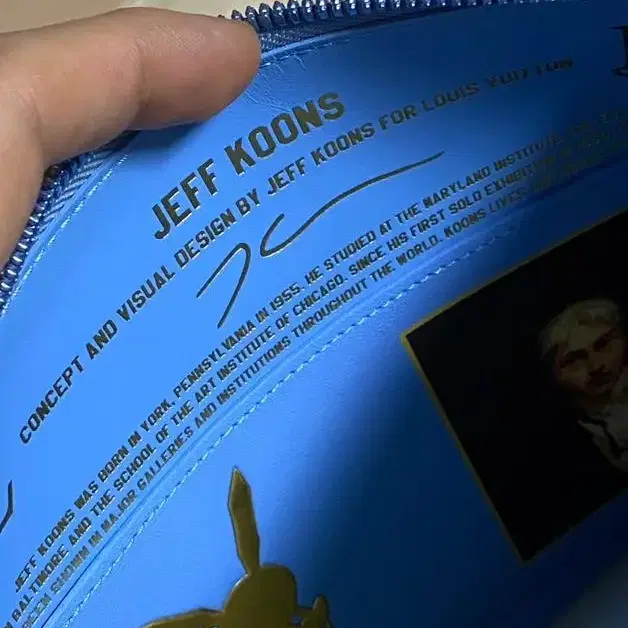 JEFF KOONS
CONCEPT AND VISUAL DESIGN BY JEFF KOONS FOR LOUIS VUITTON
JEFF KOONS WAS BORN IN YORK, PENNSYLVANIA IN 1955. HE STUDIED AT THE MARYLAND INSTITUTE
BALTIMORE AND THE SCHOOL OF THE ART INSTITUTE OF CHICAGO. SINCE HIS FIRST SOLO EXHIBITION
SHOWN IN MAJOR GALLERIES AND INSTITUTIONS THROUGHOUT THE WORLD. KOONS LIVES